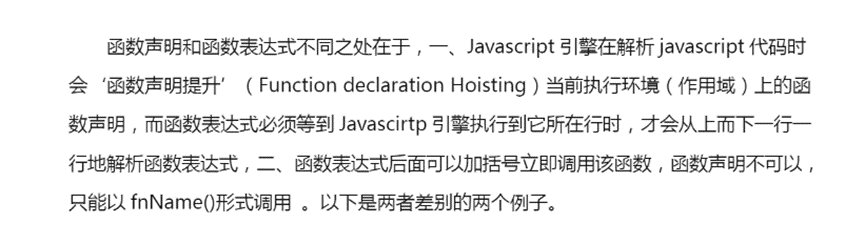 函数声明和函数表达式不同之处在于，一、Javascript 引擎在解析 javascript 代码时
会‘函数声明提升’（Function declaration Hoisting）当前执行环境（作用域）上的函
数声明，而函数表达式必须等到 Javascirtp 引擎执行到它所在行时，才会从上而下一行一
行地解析函数表达式，二、函数表达式后面可以加括号立即调用该函数，函数声明不可以，
只能以 fnName()形式调用 。以下是两者差别的两个例子。